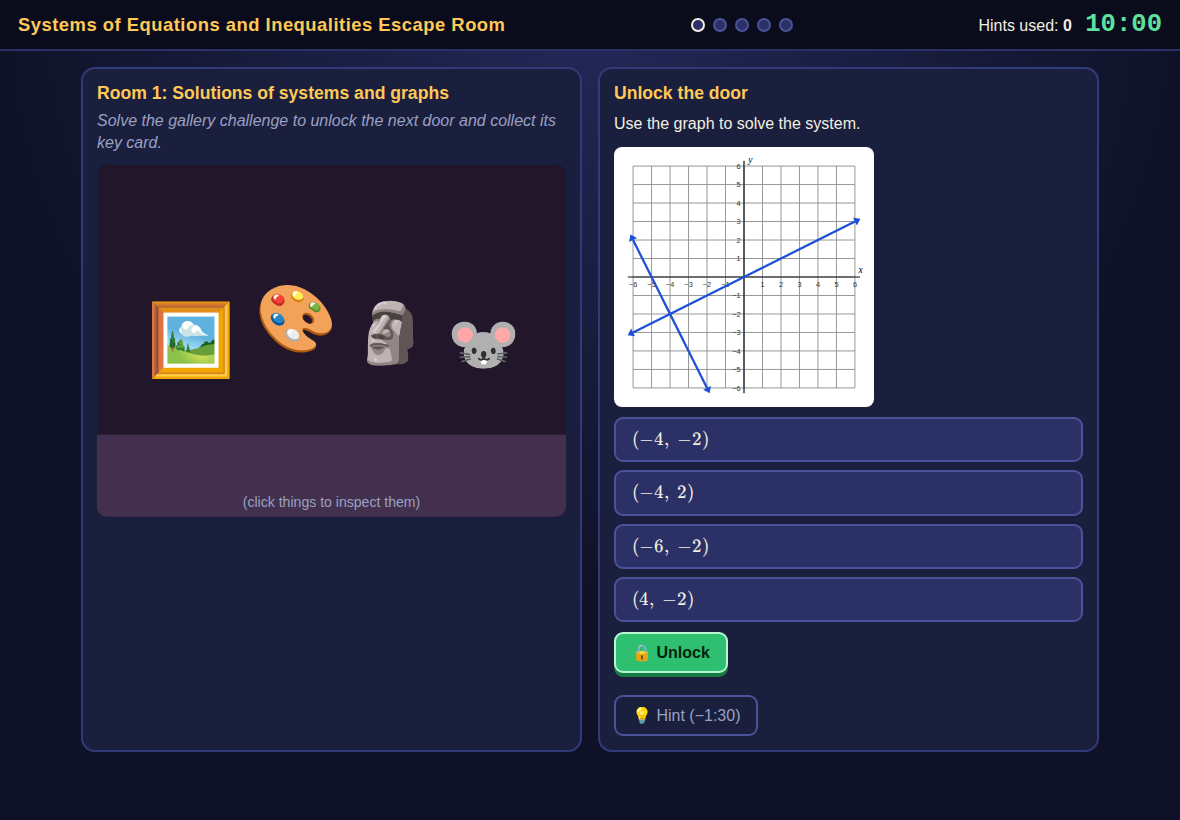 Systems of Equations and Inequalities Escape Room
Hints used: 0 10:00
Room 1: Solutions of systems and graphs
Solve the gallery challenge to unlock the next door and collect its
key card.
(click things to inspect them)
Unlock the door
Use the graph to solve the system.
y
6
5
4
3
2
1
x
−6 −5 −4 −3 −2 −1 1 2 3 4 5 6
−1
−2
−3
−4
−5
−6
(−4, −2)
(−4, 2)
(−6, −2)
(4, −2)
🔒 Unlock
💡 Hint (−1:30)